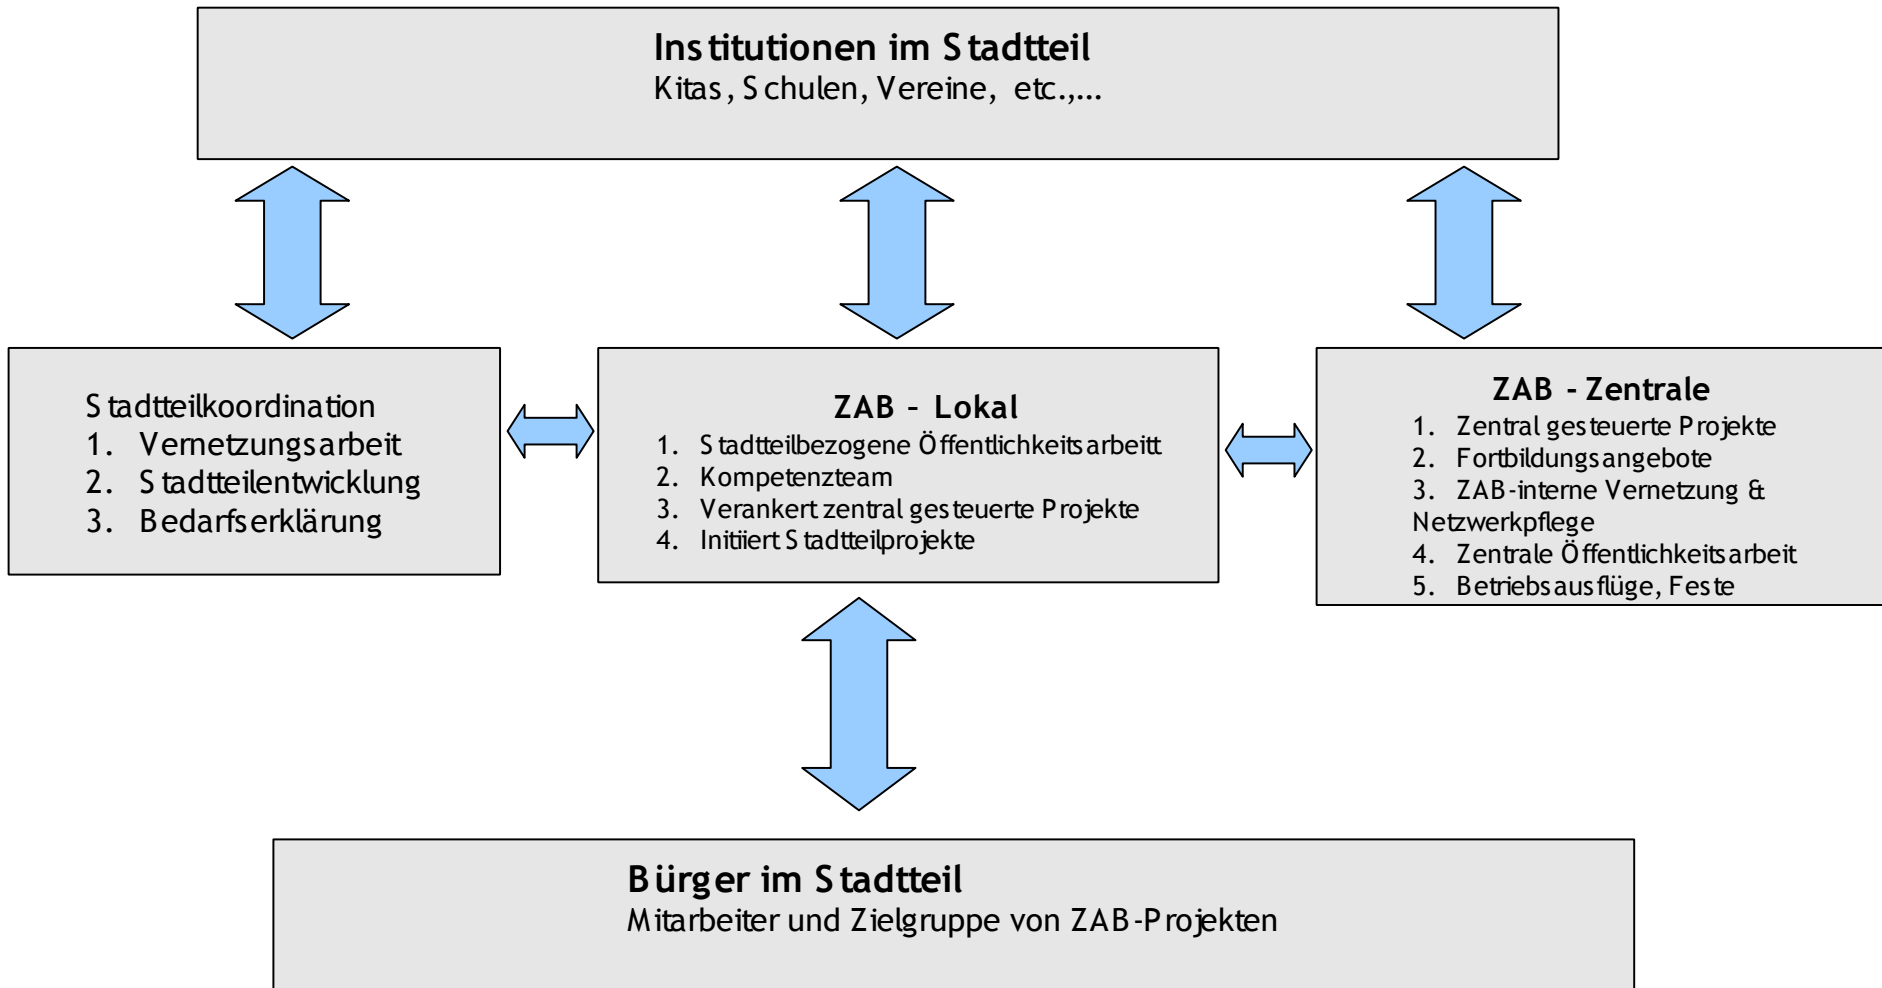 Institutionen im Stadtteil
Kitas, Schulen, Vereine, etc.,...
Stadtteilkoordination
1. Vernetzungsarbeit
2. Stadtteilentwicklung
3. Bedarfserklärung
ZAB – Lokal
1. Stadtteilbezogene Öffentlichkeitsarbeitt
2. Kompetenzteam
3. Verankert zentral gesteuerte Projekte
4. Initiiert Stadtteilprojekte
ZAB - Zentrale
1. Zentral gesteuerte Projekte
2. Fortbildungsangebote
3. ZAB-interne Vernetzung &
Netzwerkpflege
4. Zentrale Öffentlichkeitsarbeit
5. Betriebsausflüge, Feste
Bürger im Stadtteil
Mitarbeiter und Zielgruppe von ZAB-Projekten